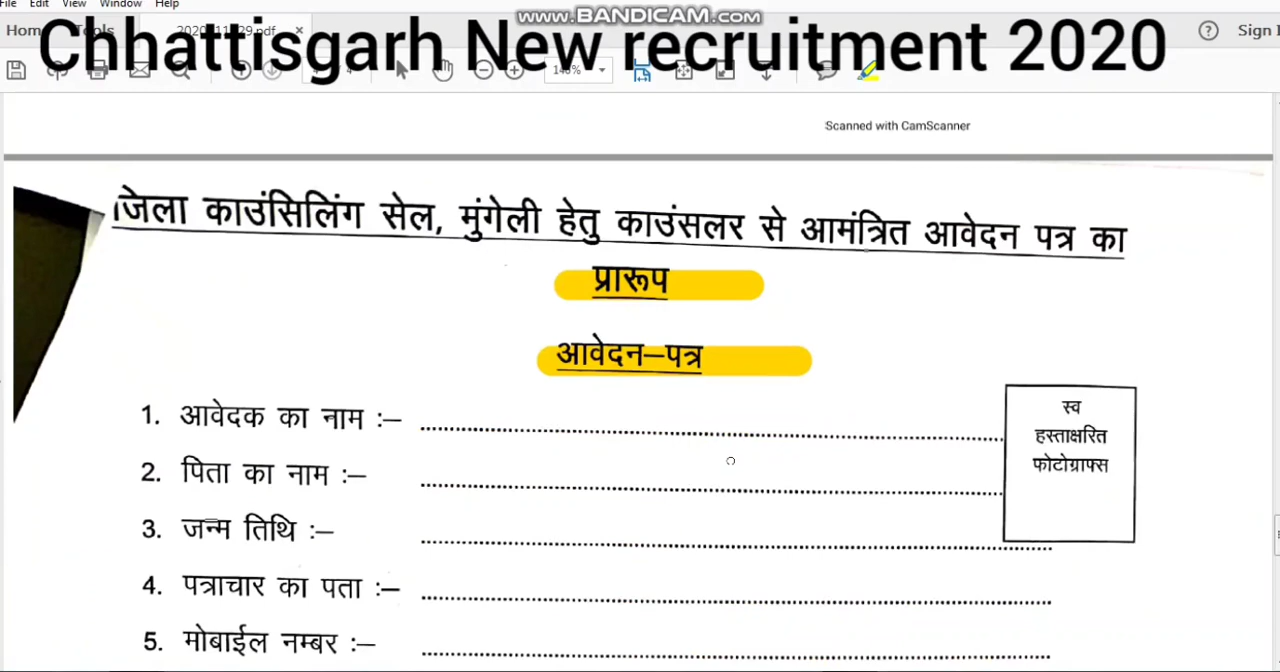 File Edit View Window Help
www.BANDICAM.com
Chhattisgarh New recruitment 2020
Sign I
Scanned with CamScanner
जिला काउंसिलिंग सेल, मुंगेली हेतु काउंसलर से आमंत्रित आवेदन पत्र का
प्रारूप
आवेदन–पत्र
1. आवेदक का नाम :–
स्व
हस्ताक्षरित
फोटोग्राफ्स
2. पिता का नाम :–
3. जन्म तिथि :–
4. पत्राचार का पता :–
5. मोबाईल नम्बर :–